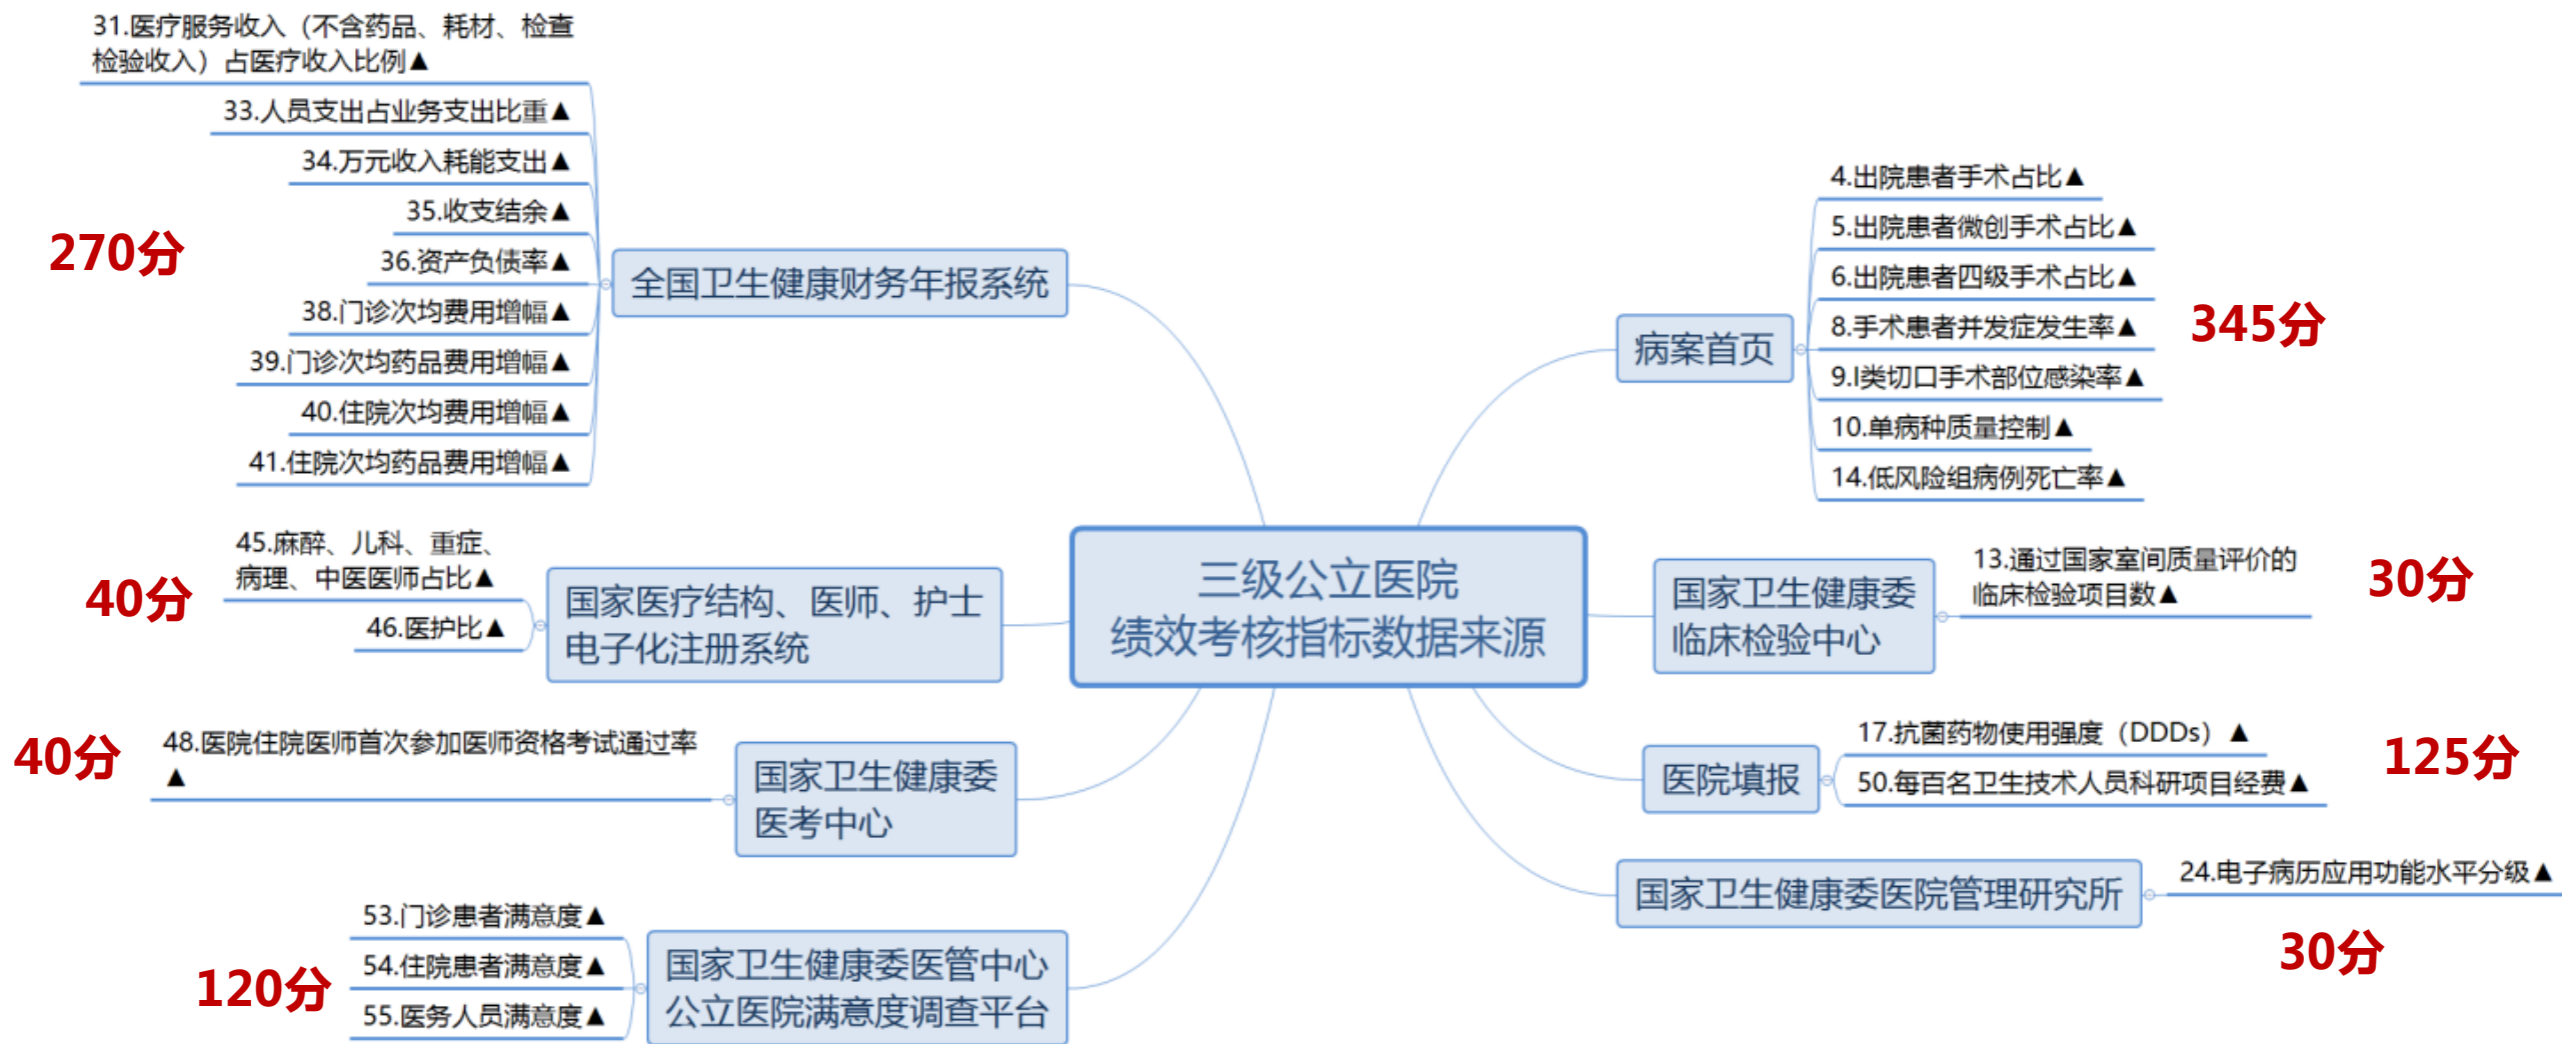 三级公立医院
绩效考核指标数据来源
全国卫生健康财务年报系统
270分
31.医疗服务收入（不含药品、耗材、检查
检验收入）占医疗收入比例▲
33.人员支出占业务支出比重▲
34.万元收入耗能支出▲
35.收支结余▲
36.资产负债率▲
38.门诊次均费用增幅▲
39.门诊次均药品费用增幅▲
40.住院次均费用增幅▲
41.住院次均药品费用增幅▲
国家医疗结构、医师、护士
电子化注册系统
40分
45.麻醉、儿科、重症、
病理、中医医师占比▲
46.医护比▲
国家卫生健康委
医考中心
40分
48.医院住院医师首次参加医师资格考试通过率
▲
国家卫生健康委医管中心
公立医院满意度调查平台
120分
53.门诊患者满意度▲
54.住院患者满意度▲
55.医务人员满意度▲
病案首页
4.出院患者手术占比▲
5.出院患者微创手术占比▲
6.出院患者四级手术占比▲
8.手术患者并发症发生率▲
9.I类切口手术部位感染率▲
10.单病种质量控制▲
14.低风险组病例死亡率▲
345分
国家卫生健康委
临床检验中心
13.通过国家室间质量评价的
临床检验项目数▲
30分
医院填报
17.抗菌药物使用强度（DDDs）▲
50.每百名卫生技术人员科研项目经费▲
125分
国家卫生健康委医院管理研究所
24.电子病历应用功能水平分级▲
30分